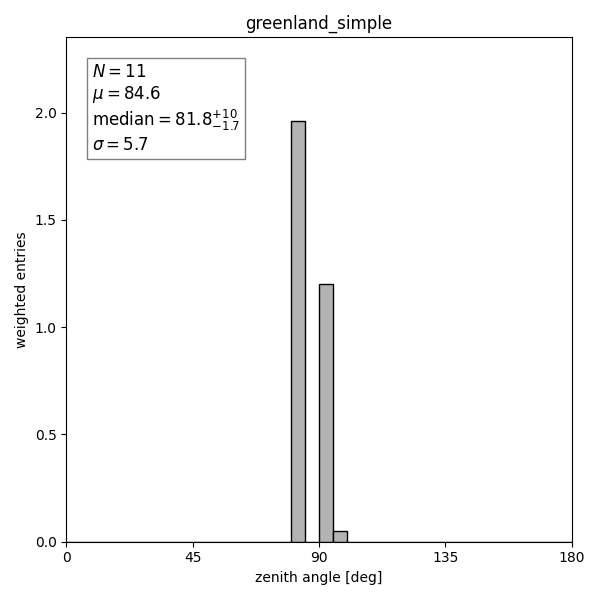 greenland_simple
N = 11
μ = 84.6
median = 81.8 +10 −1.7
σ = 5.7
2.0
1.5
1.0
0.5
0.0
weighted entries
0 45 90 135 180
zenith angle [deg]